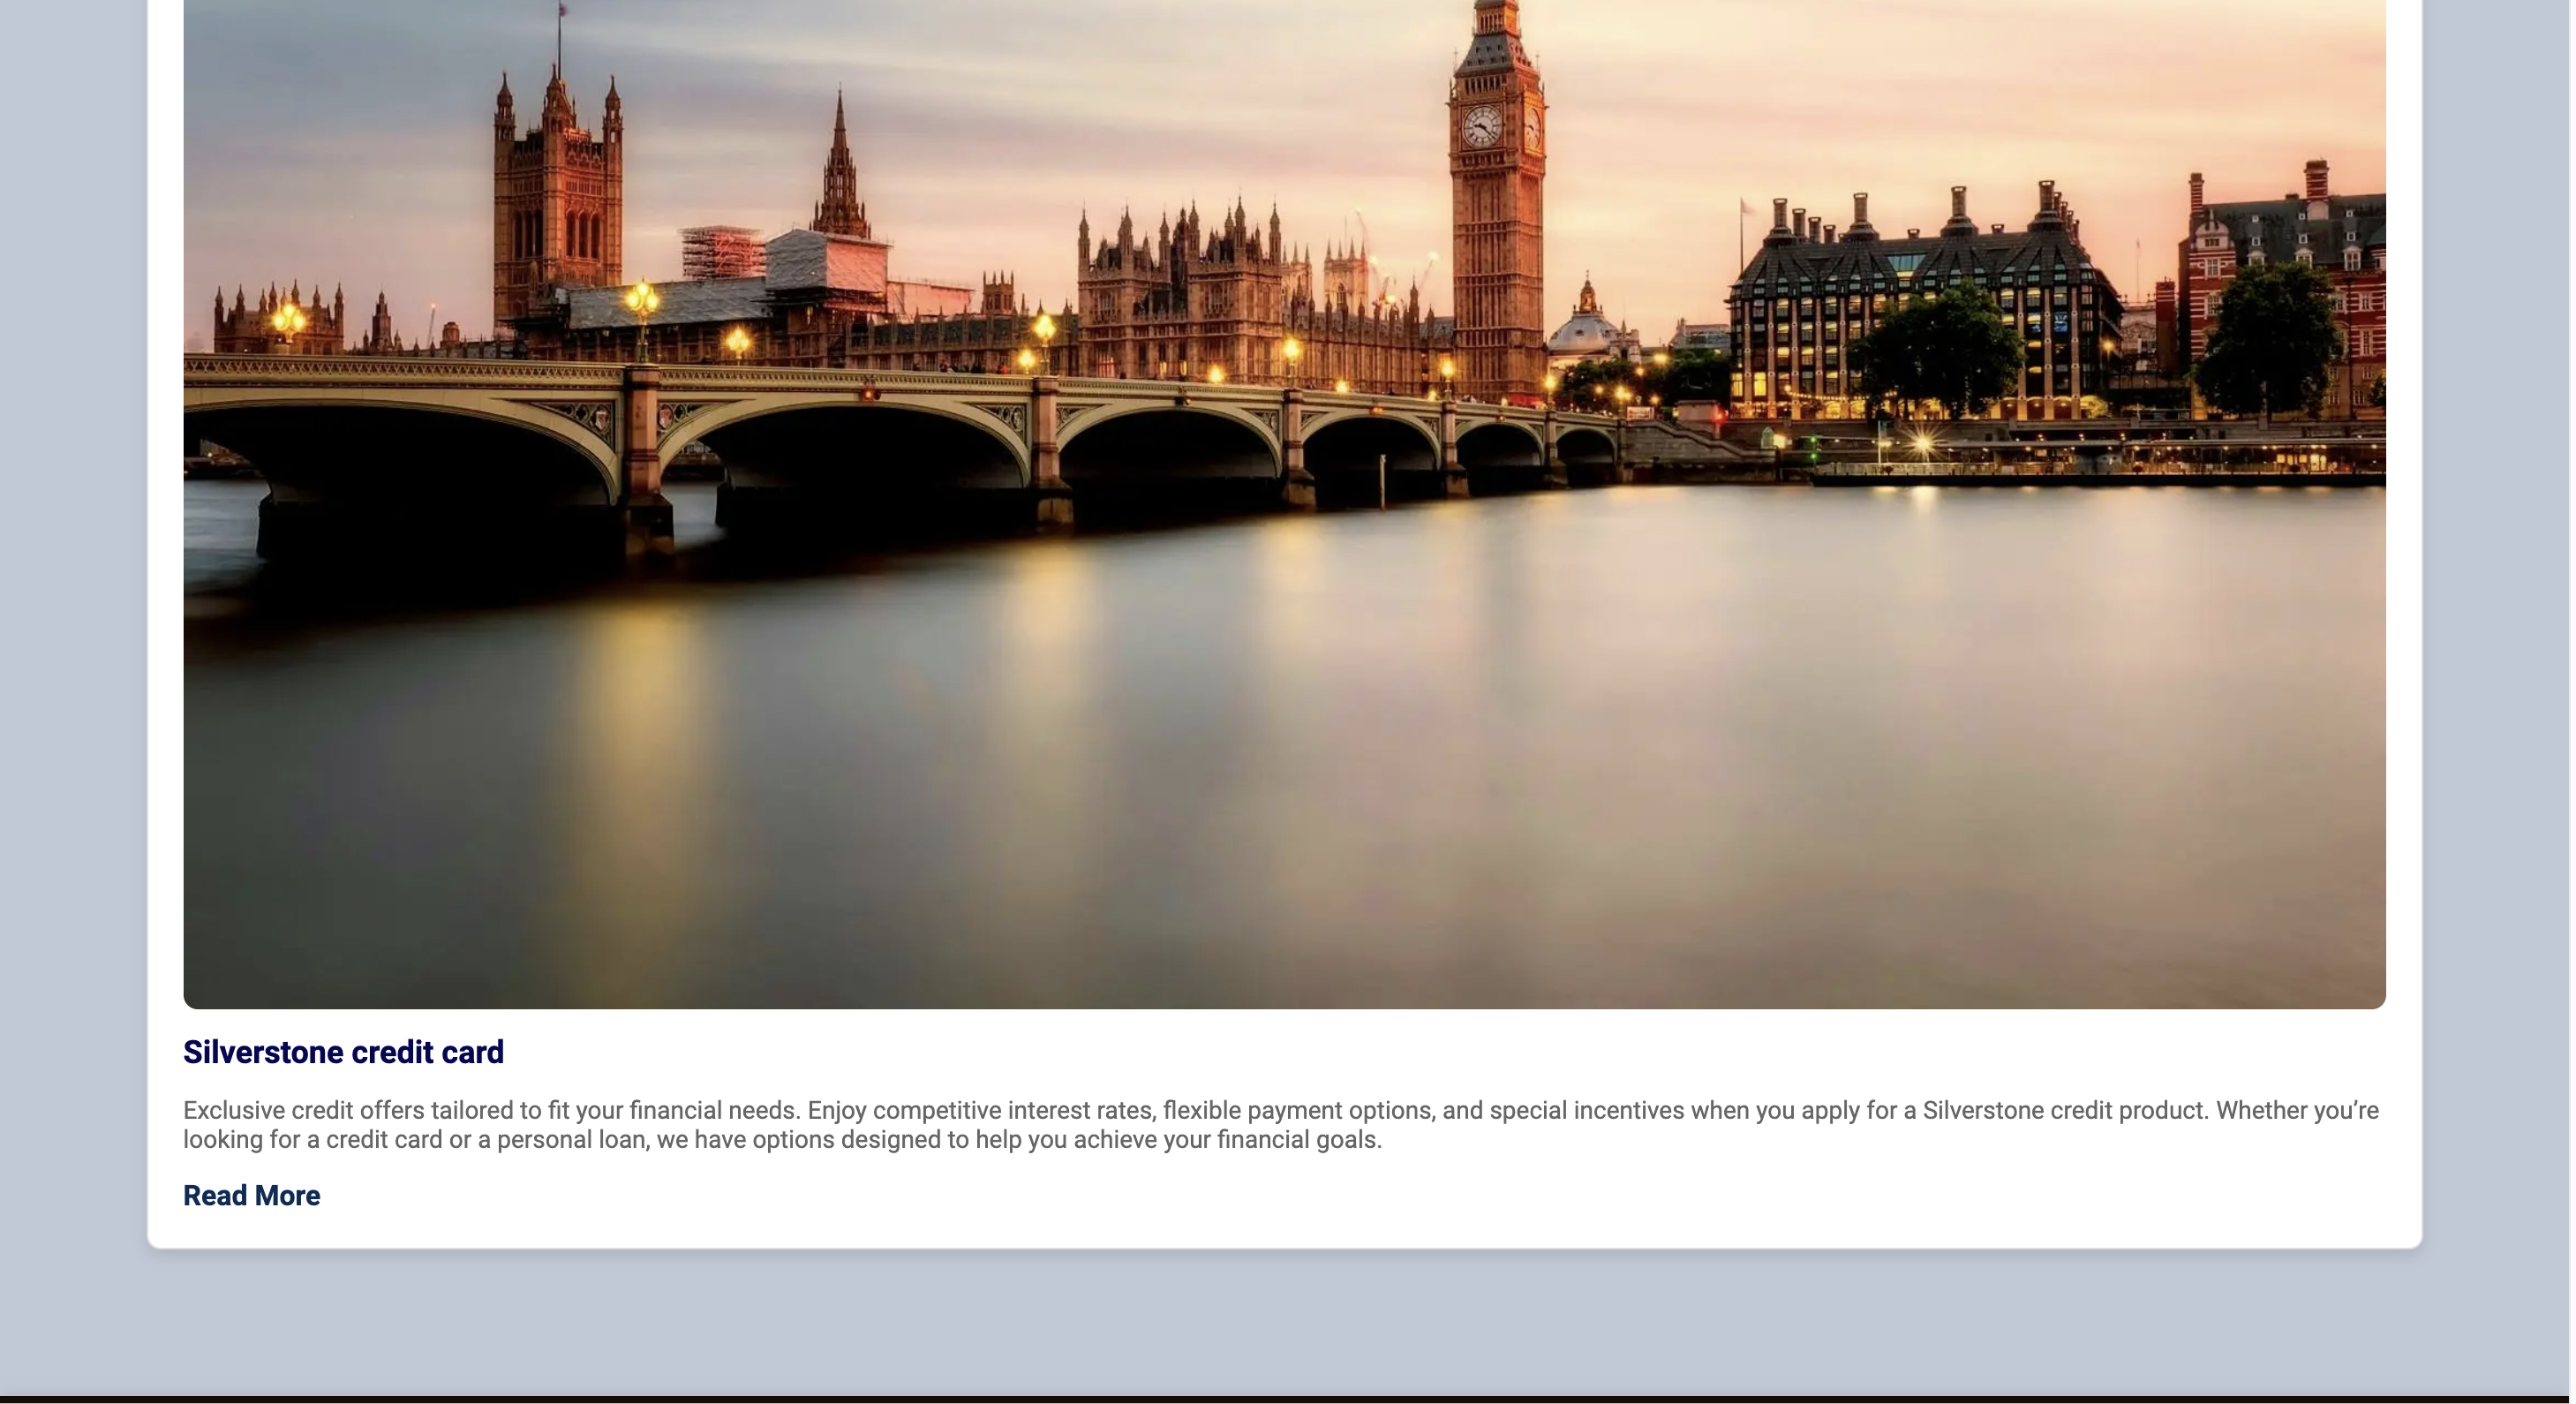 Silverstone credit card
Exclusive credit offers tailored to fit your financial needs. Enjoy competitive interest rates, flexible payment options, and special incentives when you apply for a Silverstone credit product. Whether you’re
looking for a credit card or a personal loan, we have options designed to help you achieve your financial goals.
Read More